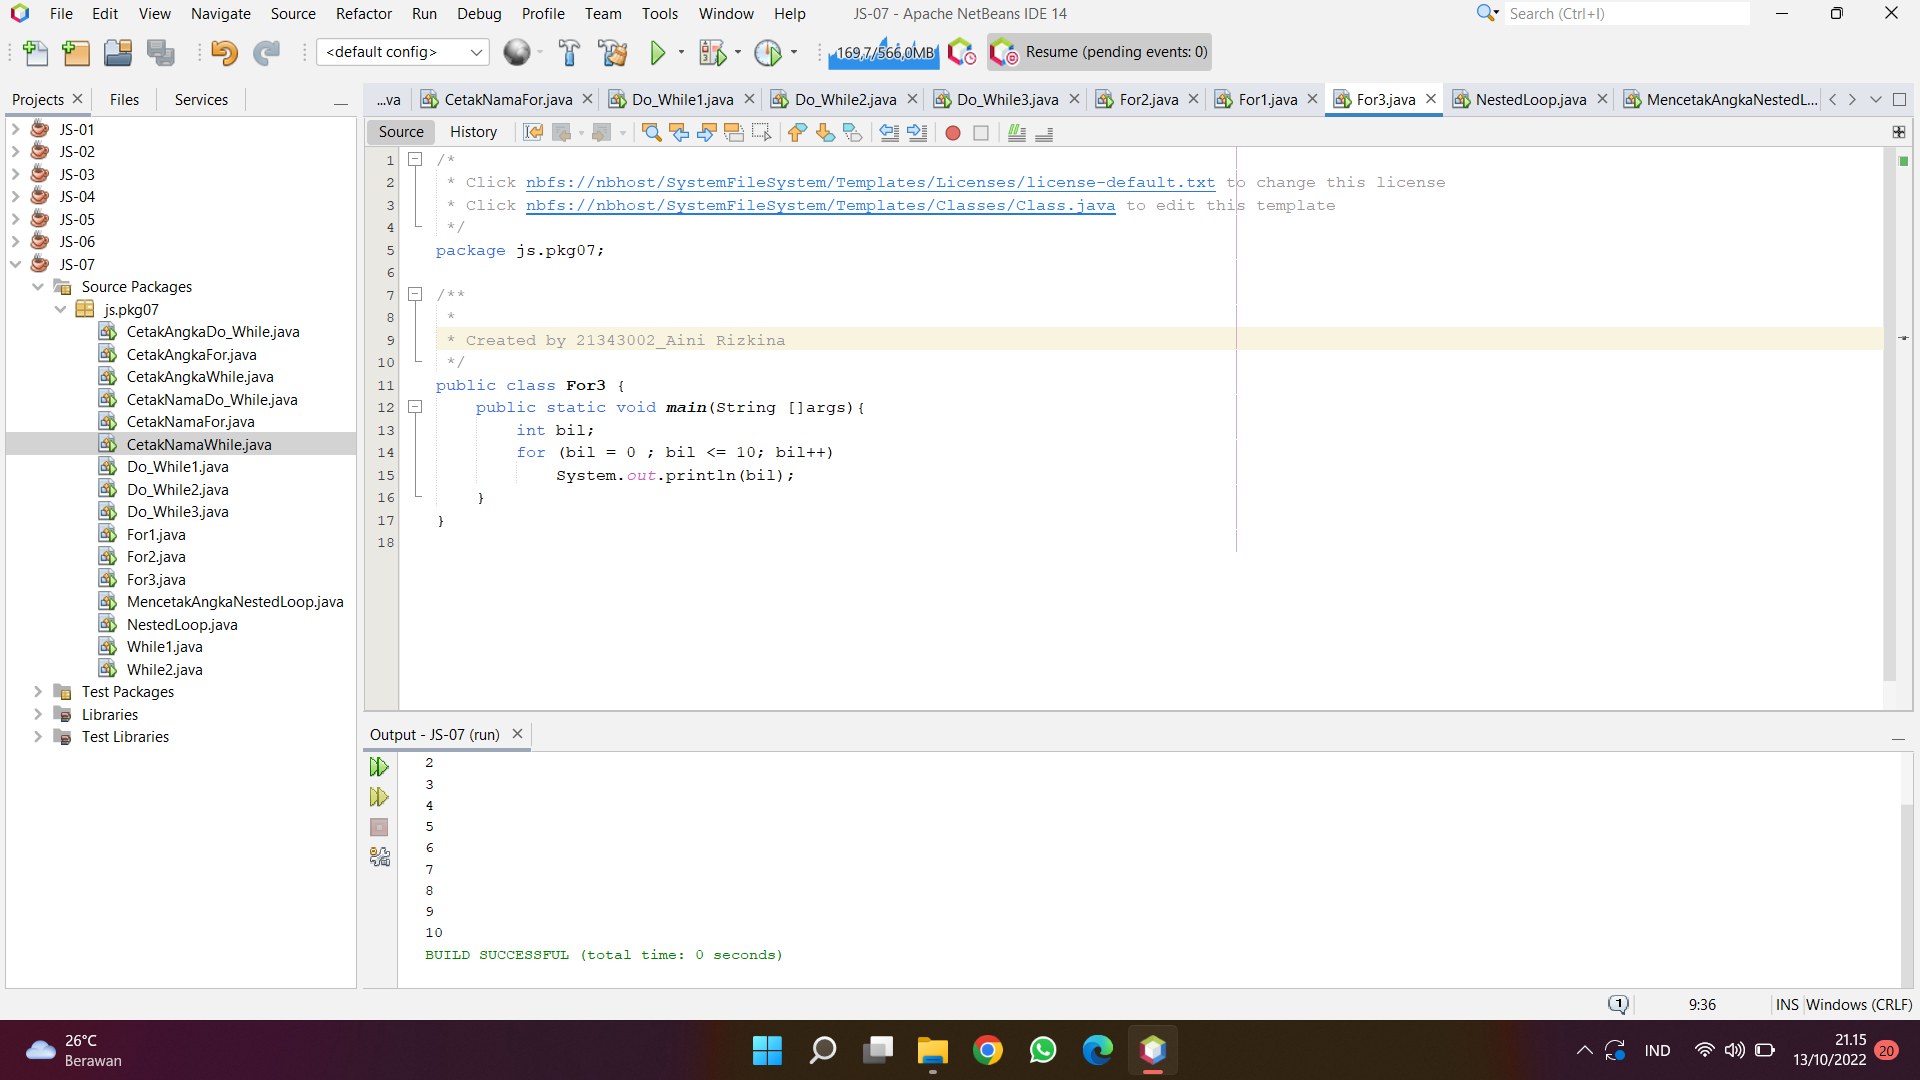 File Edit View Navigate Source Refactor Run Debug Profile Team Tools Window Help JS-07 - Apache NetBeans IDE 14 Search (Ctrl+I)
<default config> 169,7/566,0MB Resume (pending events: 0)
Projects Files Services
...va CetakNamaFor.java Do_While1.java Do_While2.java Do_While3.java For2.java For1.java For3.java NestedLoop.java MencetakAngkaNestedL...
Source History
JS-01
JS-02
JS-03
JS-04
JS-05
JS-06
JS-07
Source Packages
js.pkg07
CetakAngkaDo_While.java
CetakAngkaFor.java
CetakAngkaWhile.java
CetakNamaDo_While.java
CetakNamaFor.java
CetakNamaWhile.java
Do_While1.java
Do_While2.java
Do_While3.java
For1.java
For2.java
For3.java
MencetakAngkaNestedLoop.java
NestedLoop.java
While1.java
While2.java
Test Packages
Libraries
Test Libraries
1 /*
2 * Click nbfs://nbhost/SystemFileSystem/Templates/Licenses/license-default.txt to change this license
3 * Click nbfs://nbhost/SystemFileSystem/Templates/Classes/Class.java to edit this template
4 */
5 package js.pkg07;
6
7 /**
8 *
9 * Created by 21343002_Aini Rizkina
10 */
11 public class For3 {
12 public static void main(String []args){
13 int bil;
14 for (bil = 0 ; bil <= 10; bil++)
15 System.out.println(bil);
16 }
17 }
18
Output - JS-07 (run)
2
3
4
5
6
7
8
9
10
BUILD SUCCESSFUL (total time: 0 seconds)
1 9:36 INS Windows (CRLF)
26°C
Berawan
IND
21.15
13/10/2022
20